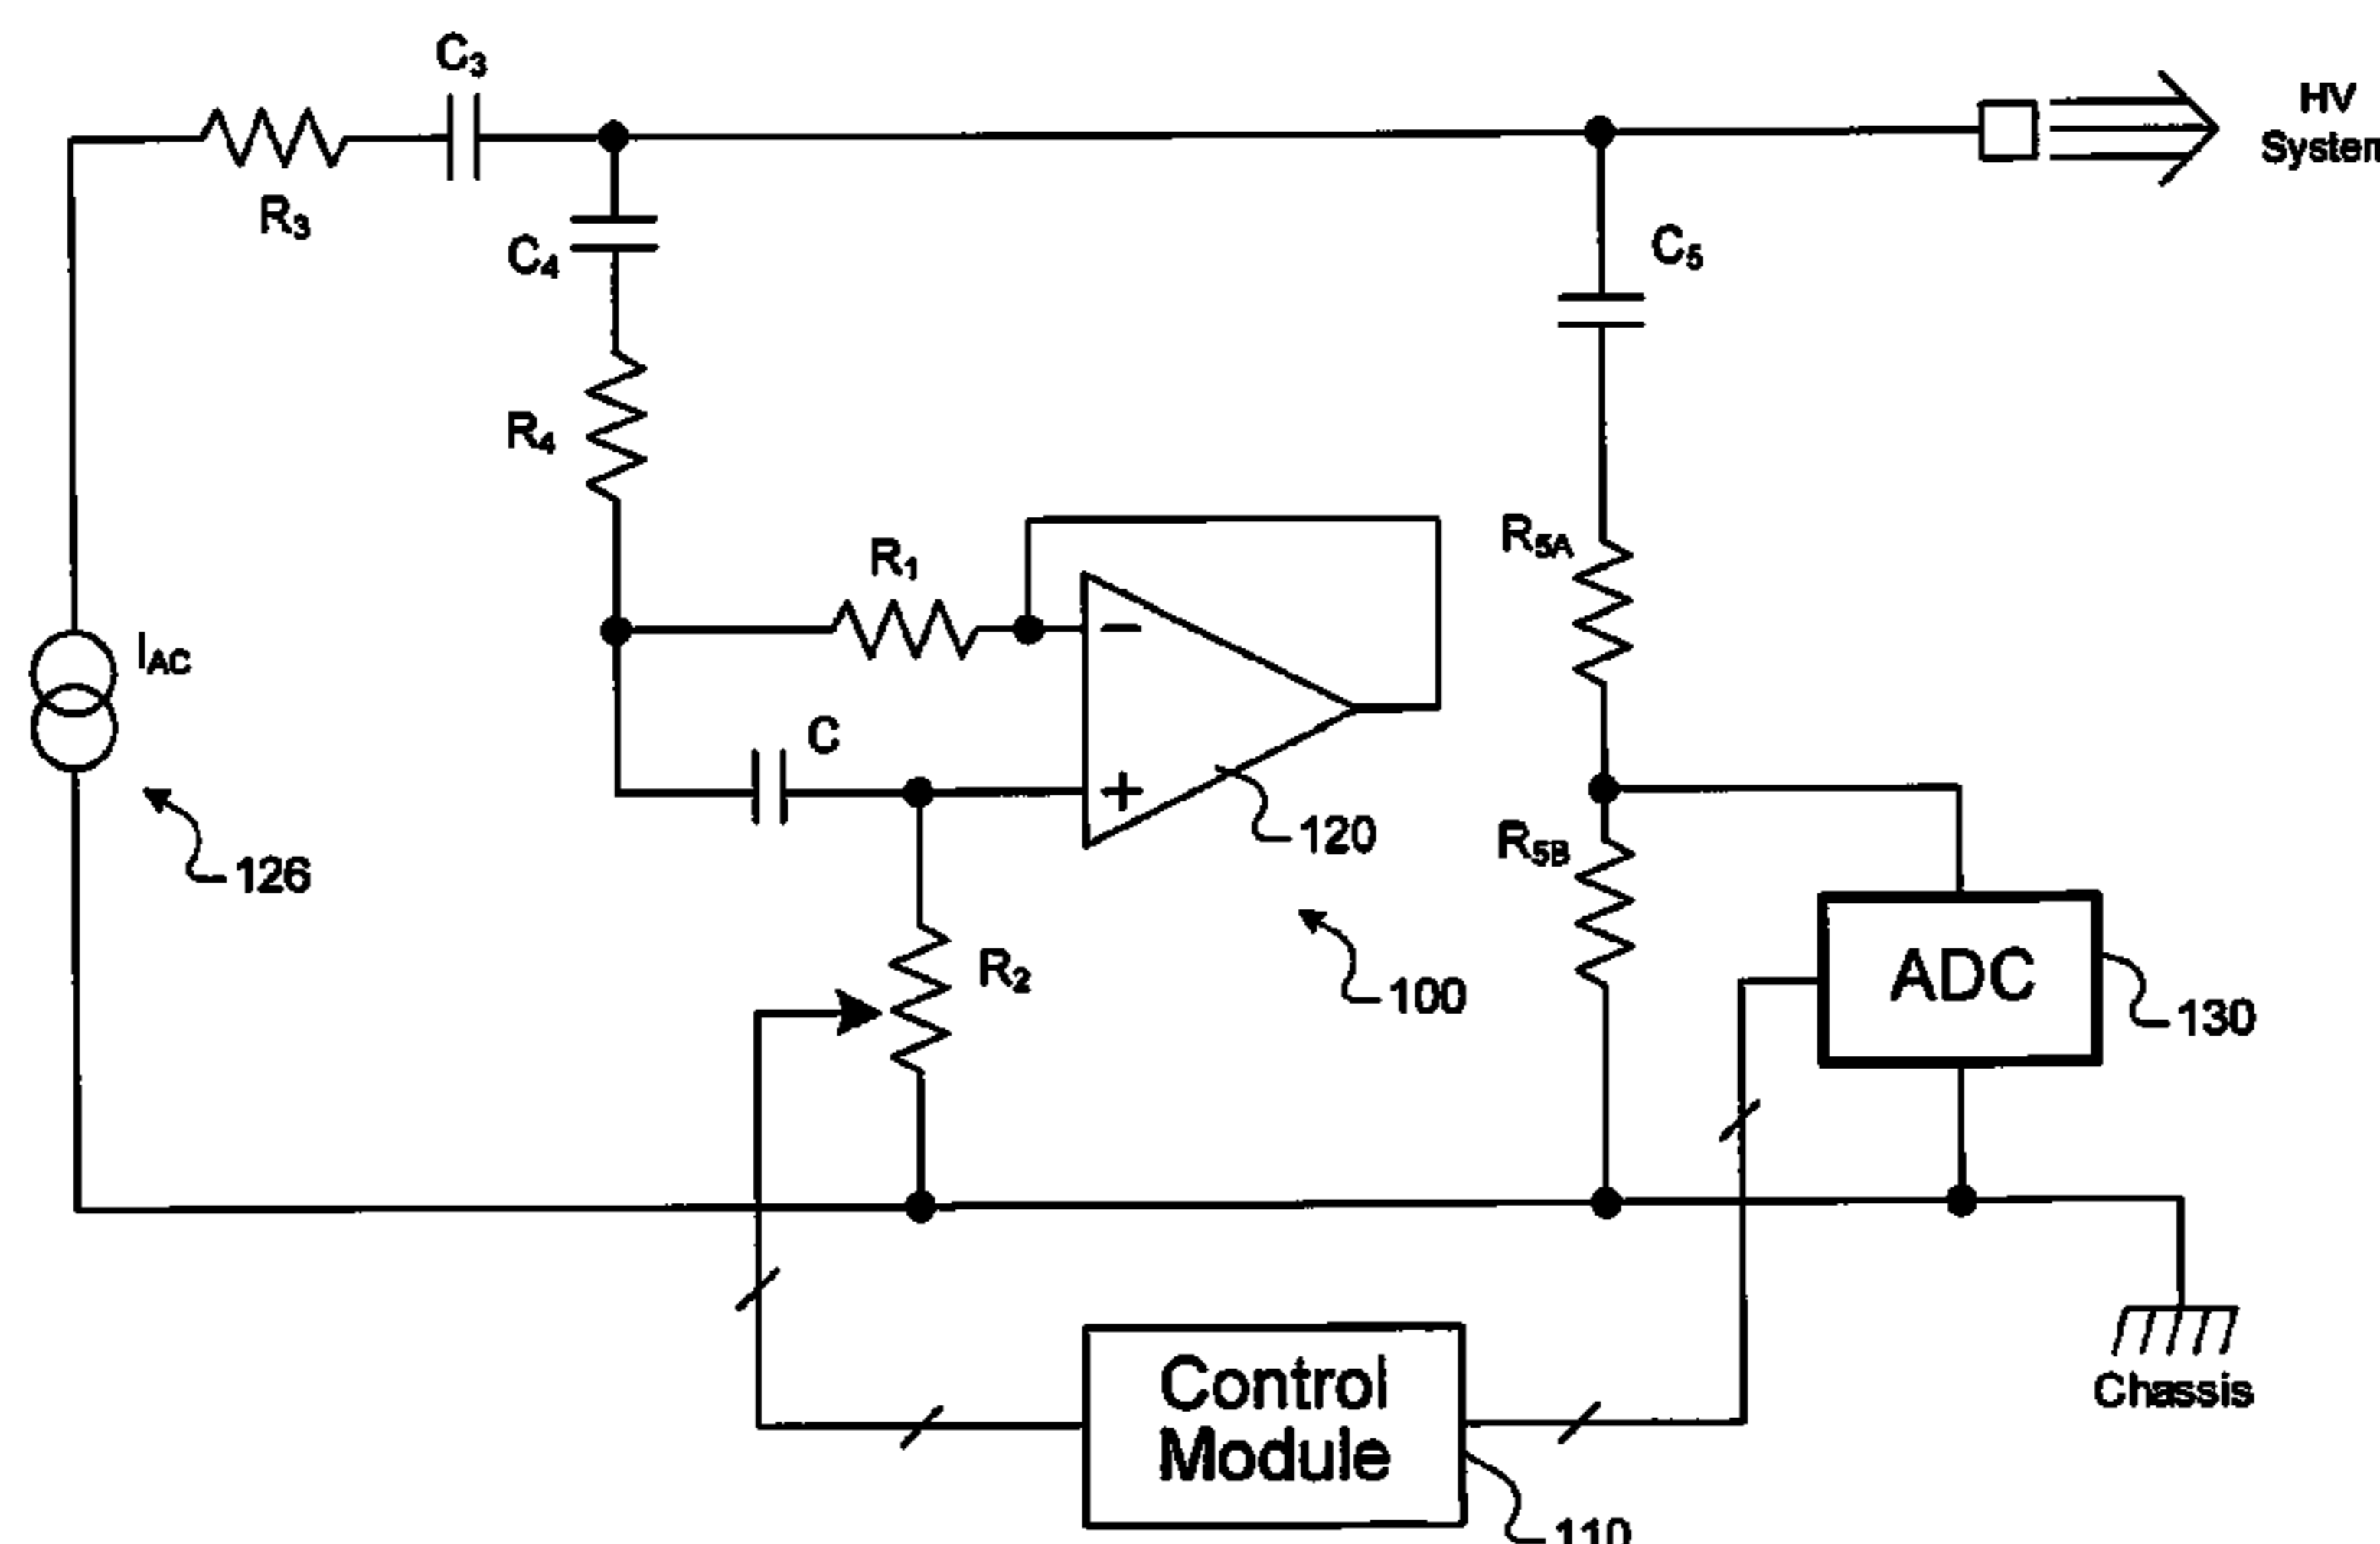 C3
HV
System
R3
C4
C5
R4
R5A
R1
IAC
C
120
R5B
126
R2
100
ADC
130
Control
Module
Chassis
110